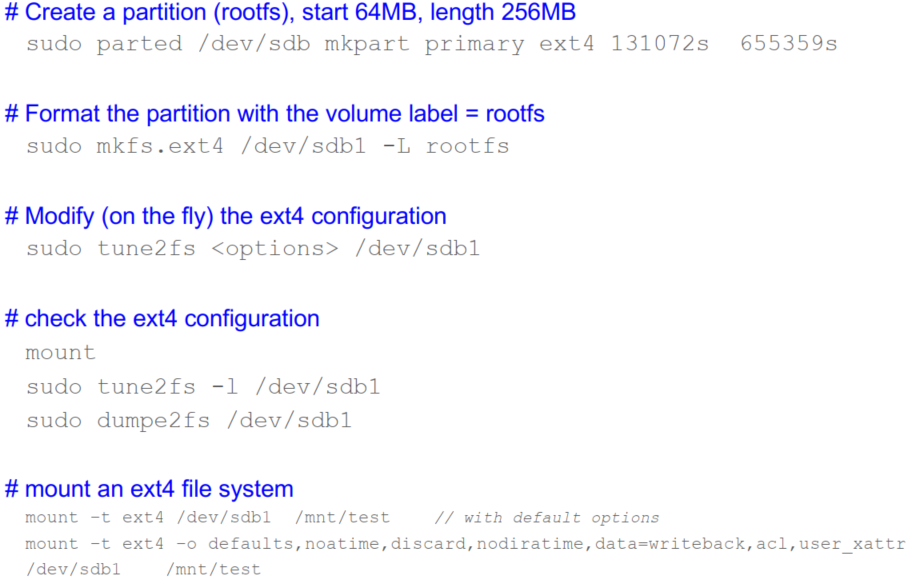 # Create a partition (rootfs), start 64MB, length 256MB
sudo parted /dev/sdb mkpart primary ext4 131072s 655359s
# Format the partition with the volume label = rootfs
sudo mkfs.ext4 /dev/sdb1 -L rootfs
# Modify (on the fly) the ext4 configuration
sudo tune2fs <options> /dev/sdb1
# check the ext4 configuration
mount
sudo tune2fs -l /dev/sdb1
sudo dumpe2fs /dev/sdb1
# mount an ext4 file system
mount -t ext4 /dev/sdb1 /mnt/test // with default options
mount -t ext4 -o defaults,noatime,discard,nodiratime,data=writeback,acl,user_xattr
/dev/sdb1 /mnt/test